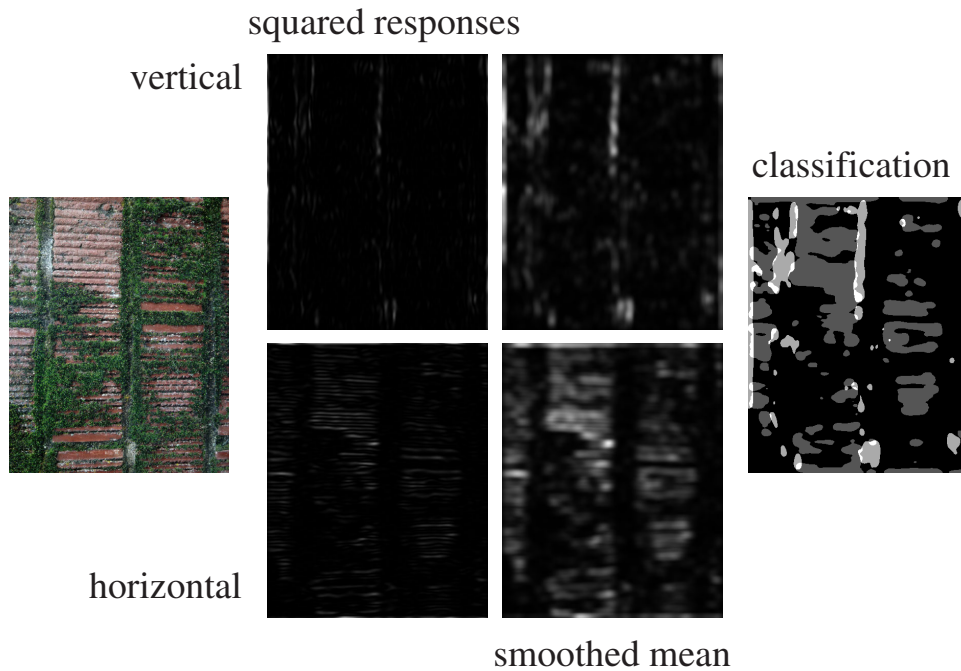 squared responses
vertical
classification
horizontal
smoothed mean